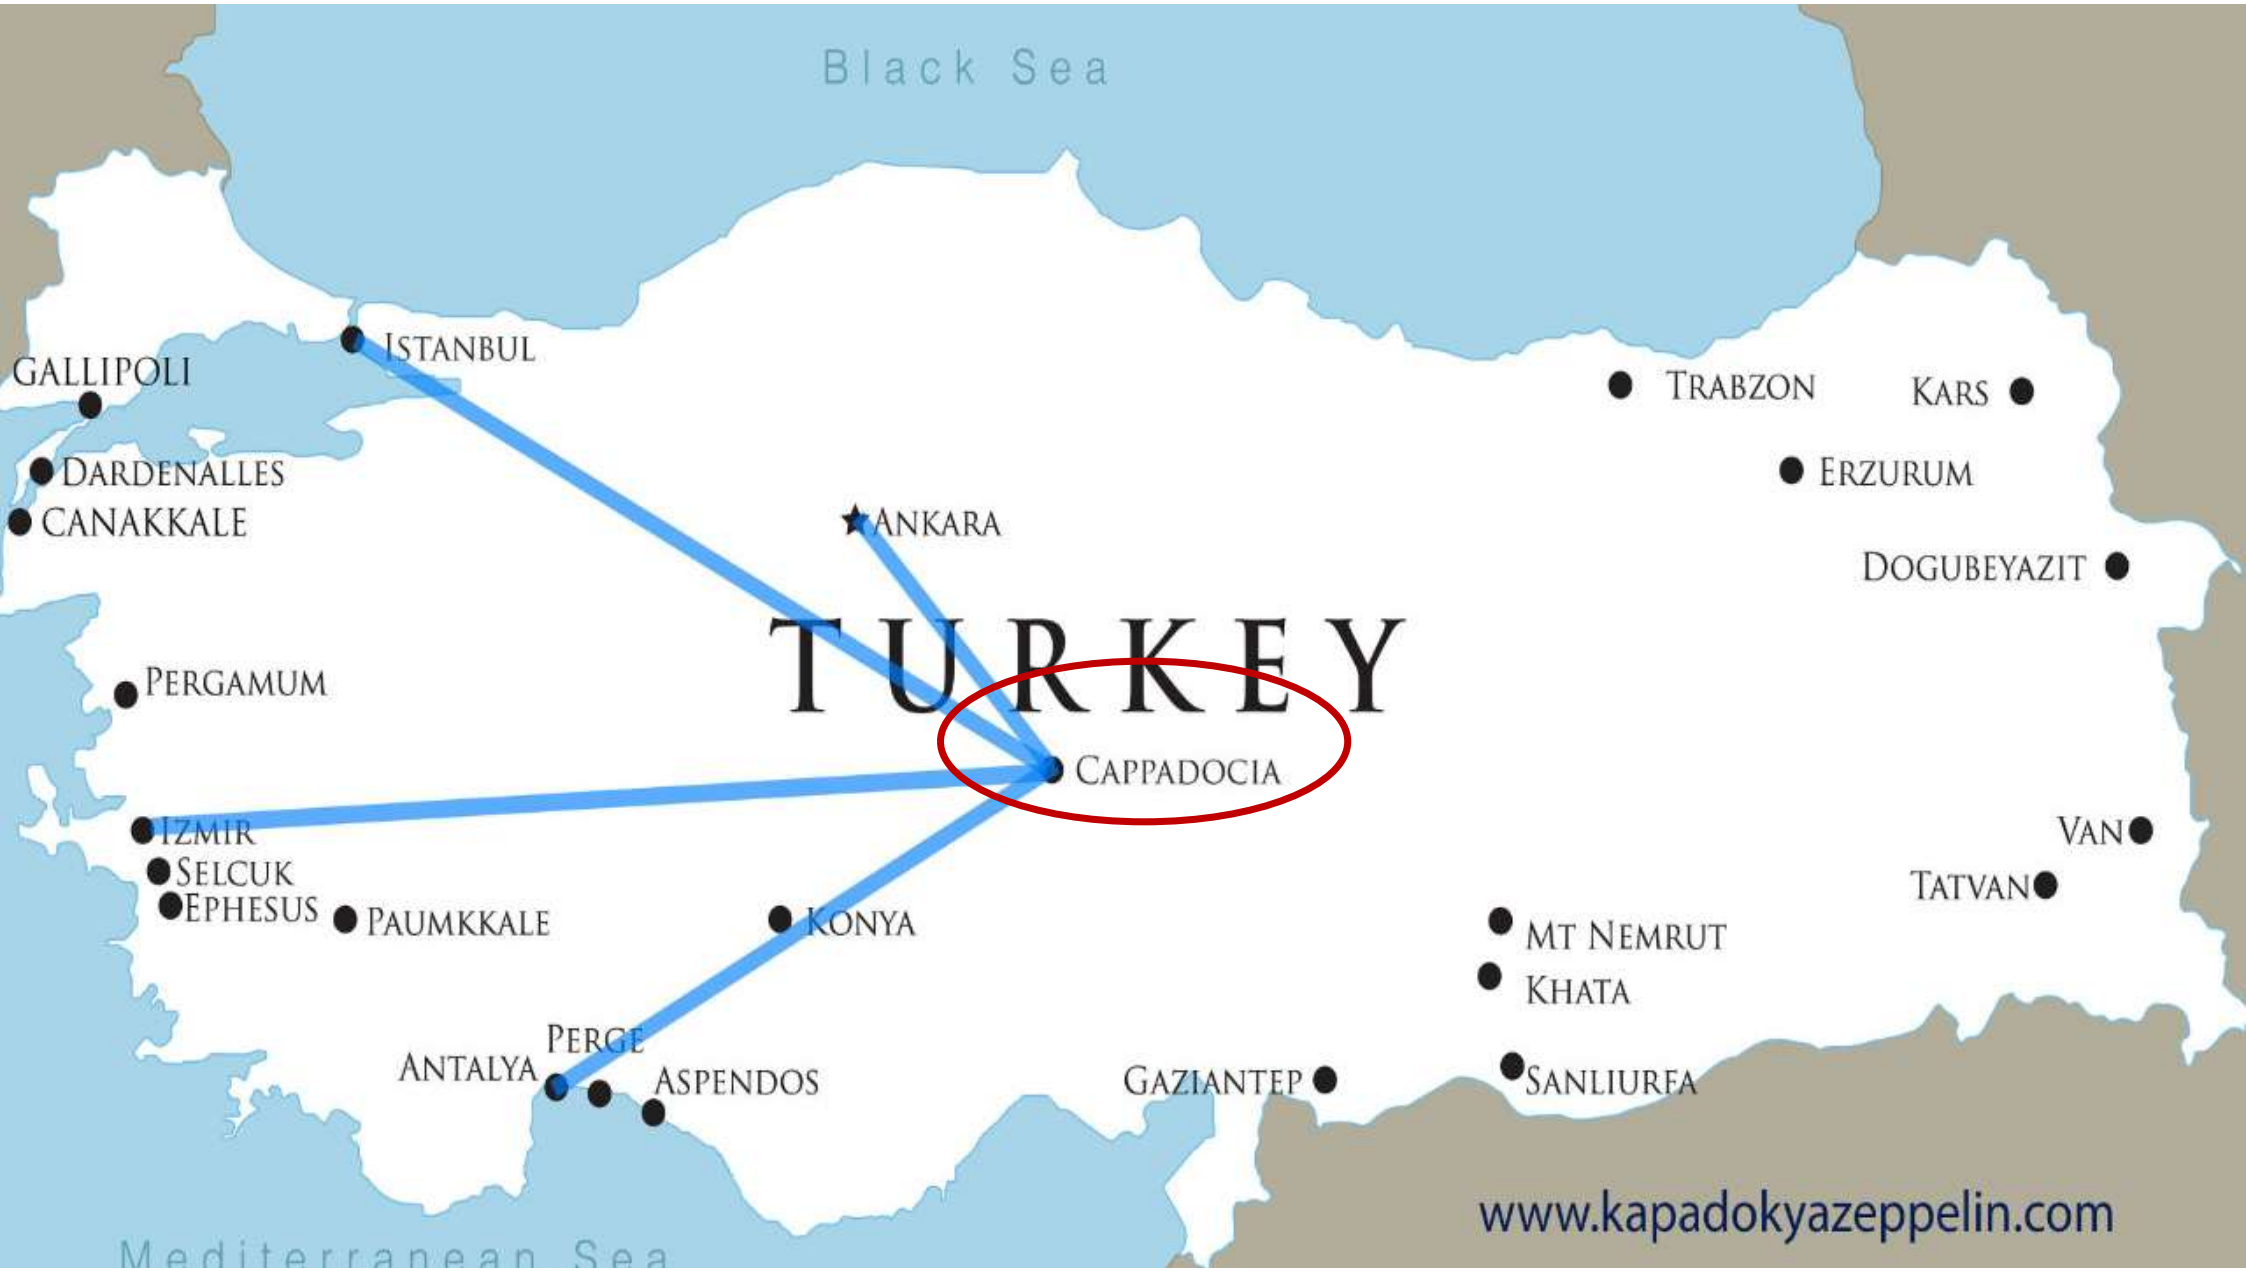 Black Sea
ISTANBUL
GALLIPOLI
TRABZON
KARS
DARDENALLES
ERZURUM
CANAKKALE
ANKARA
DOGUBEYAZIT
TURKEY
PERGAMUM
CAPPADOCIA
IZMIR
VAN
SELCUK
TATVAN
EPHESUS
PAUMKKALE
KONYA
MT NEMRUT
KHATA
PERGE
ANTALYA
ASPENDOS
GAZIANTEP
SANLIURFA
www.kapadokyazeppelin.com
Mediterranean Sea